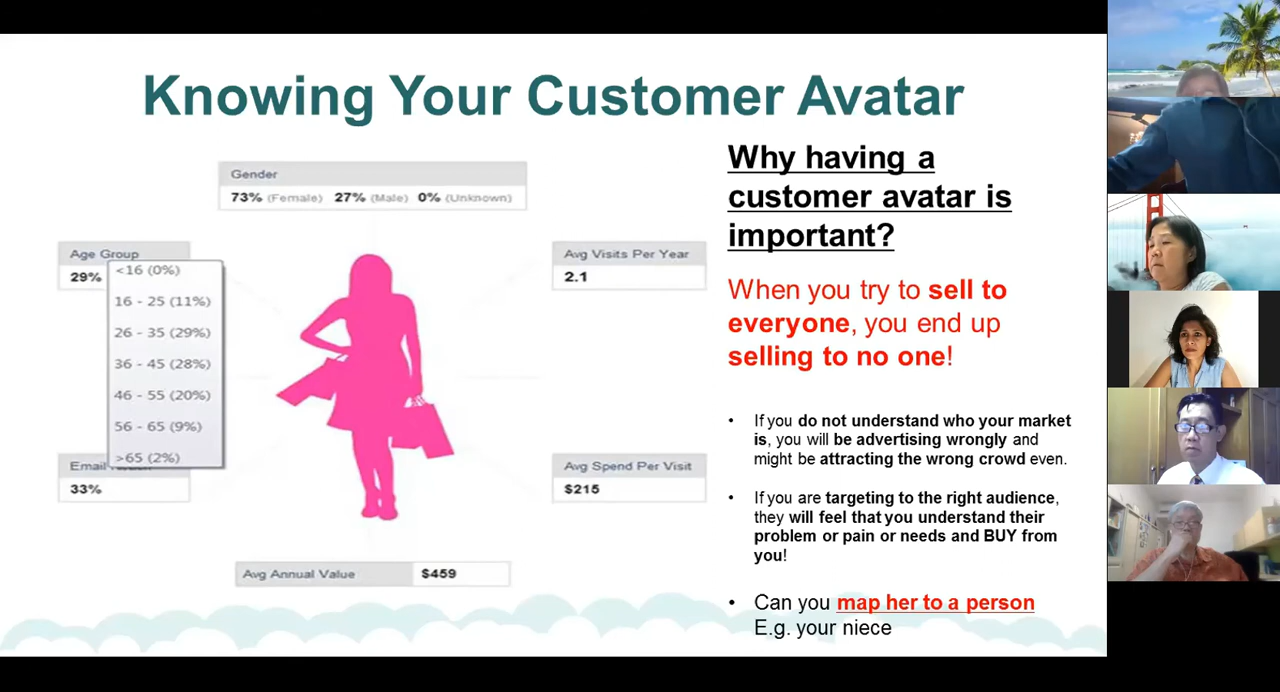 Knowing Your Customer Avatar
Gender
73% (Female) 27% (Male) 0% (Unknown)
Age Group
29%
<16 (0%)
16 - 25 (11%)
26 - 35 (29%)
36 - 45 (28%)
46 - 55 (20%)
56 - 65 (9%)
>65 (2%)
Email
33%
Avg Visits Per Year
2.1
Avg Spend Per Visit
$215
Avg Annual Value $459
Why having a
customer avatar is
important?
When you try to sell to
everyone, you end up
selling to no one!
• If you do not understand who your market
is, you will be advertising wrongly and
might be attracting the wrong crowd even.
• If you are targeting to the right audience,
they will feel that you understand their
problem or pain or needs and BUY from
you!
• Can you map her to a person
E.g. your niece